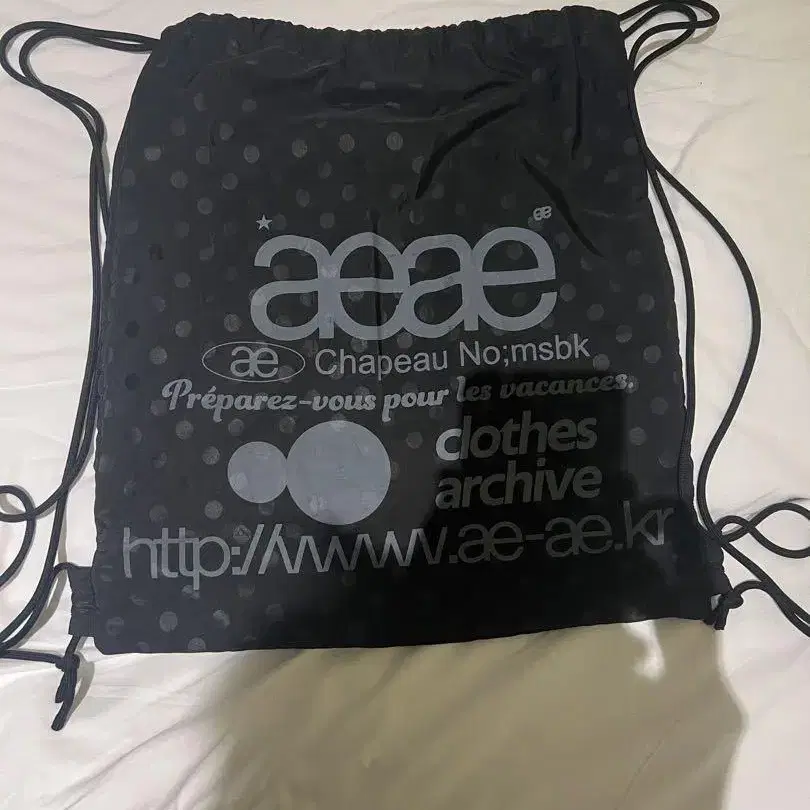 æ
aeae
ae Chapeau No;msbk
Préparez-vous pour les vacances.
clothes
archive
http://www.ae-ae.kr